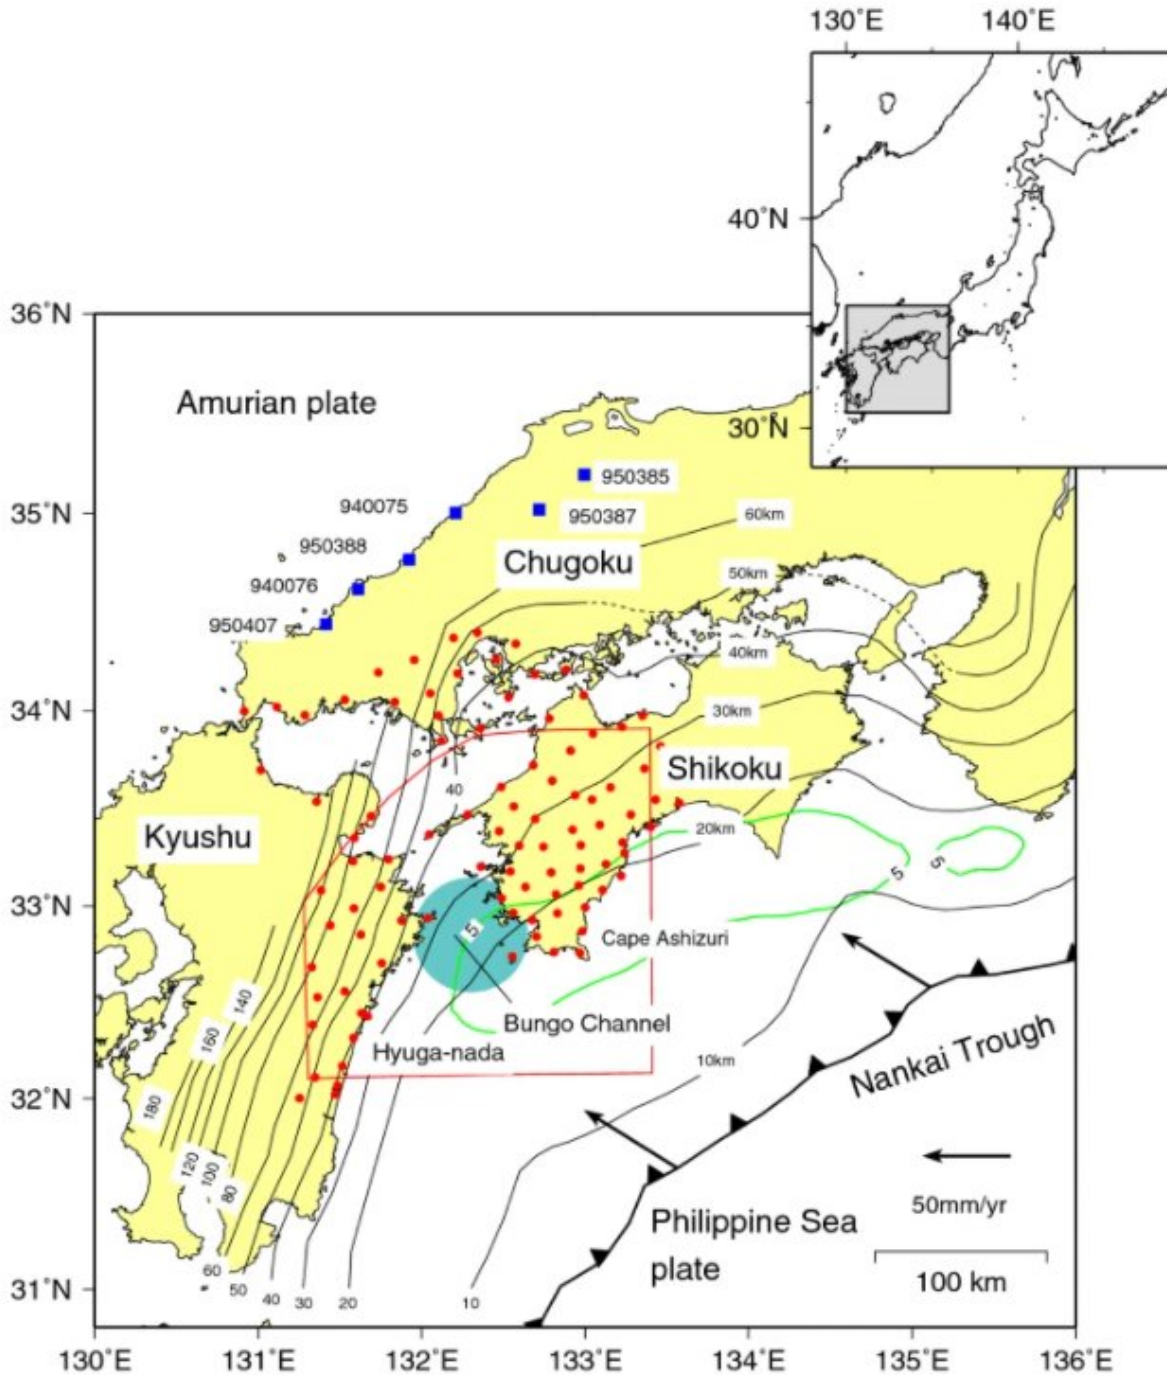 130°E 140°E
40°N
30°N
36°N
35°N
34°N
33°N
32°N
31°N
Amurian plate
950385
940075
950387
60km
950388
Chugoku
940076
50km
950407
40km
30km
Shikoku
40
Kyushu
20km
5
5
5
Cape Ashizuri
140
Bungo Channel
160
Hyuga-nada
Nankai Trough
10km
180
120
100
80
50mm/yr
Philippine Sea
plate
100 km
60
50
40
30
20
10
130°E 131°E 132°E 133°E 134°E 135°E 136°E